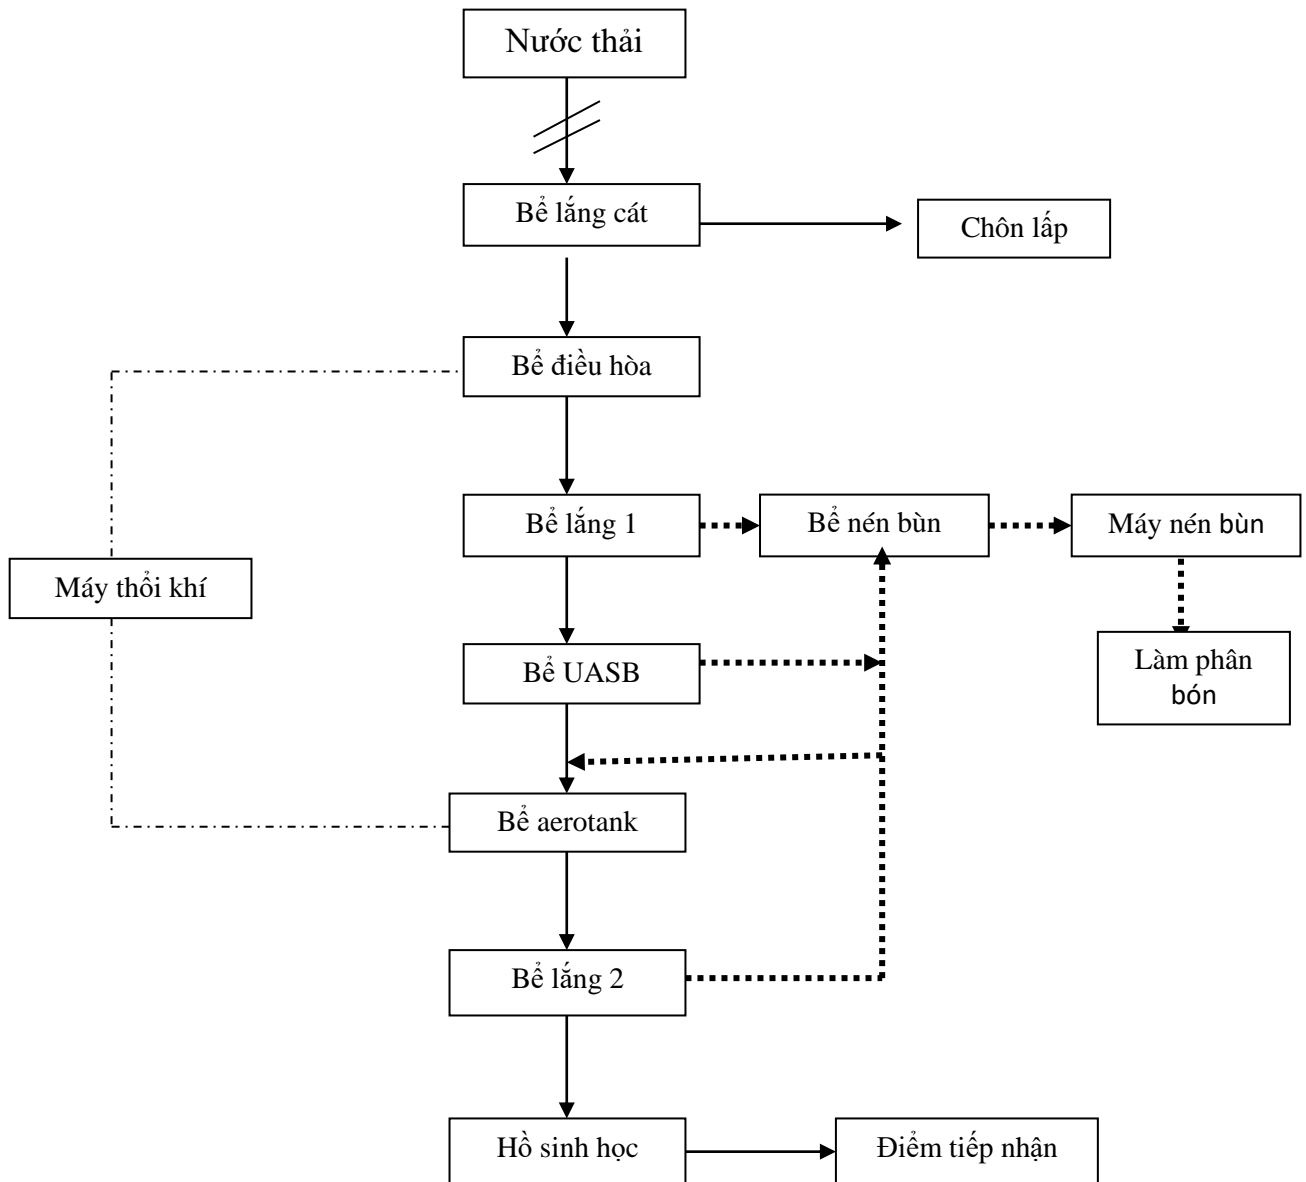 Nước thải
Bể lắng cát
Chôn lấp
Bể điều hòa
Bể lắng 1
Bể nén bùn
Máy nén bùn
Máy thổi khí
Bể UASB
Làm phân
bón
Bể aerotank
Bể lắng 2
Hồ sinh học
Điểm tiếp nhận